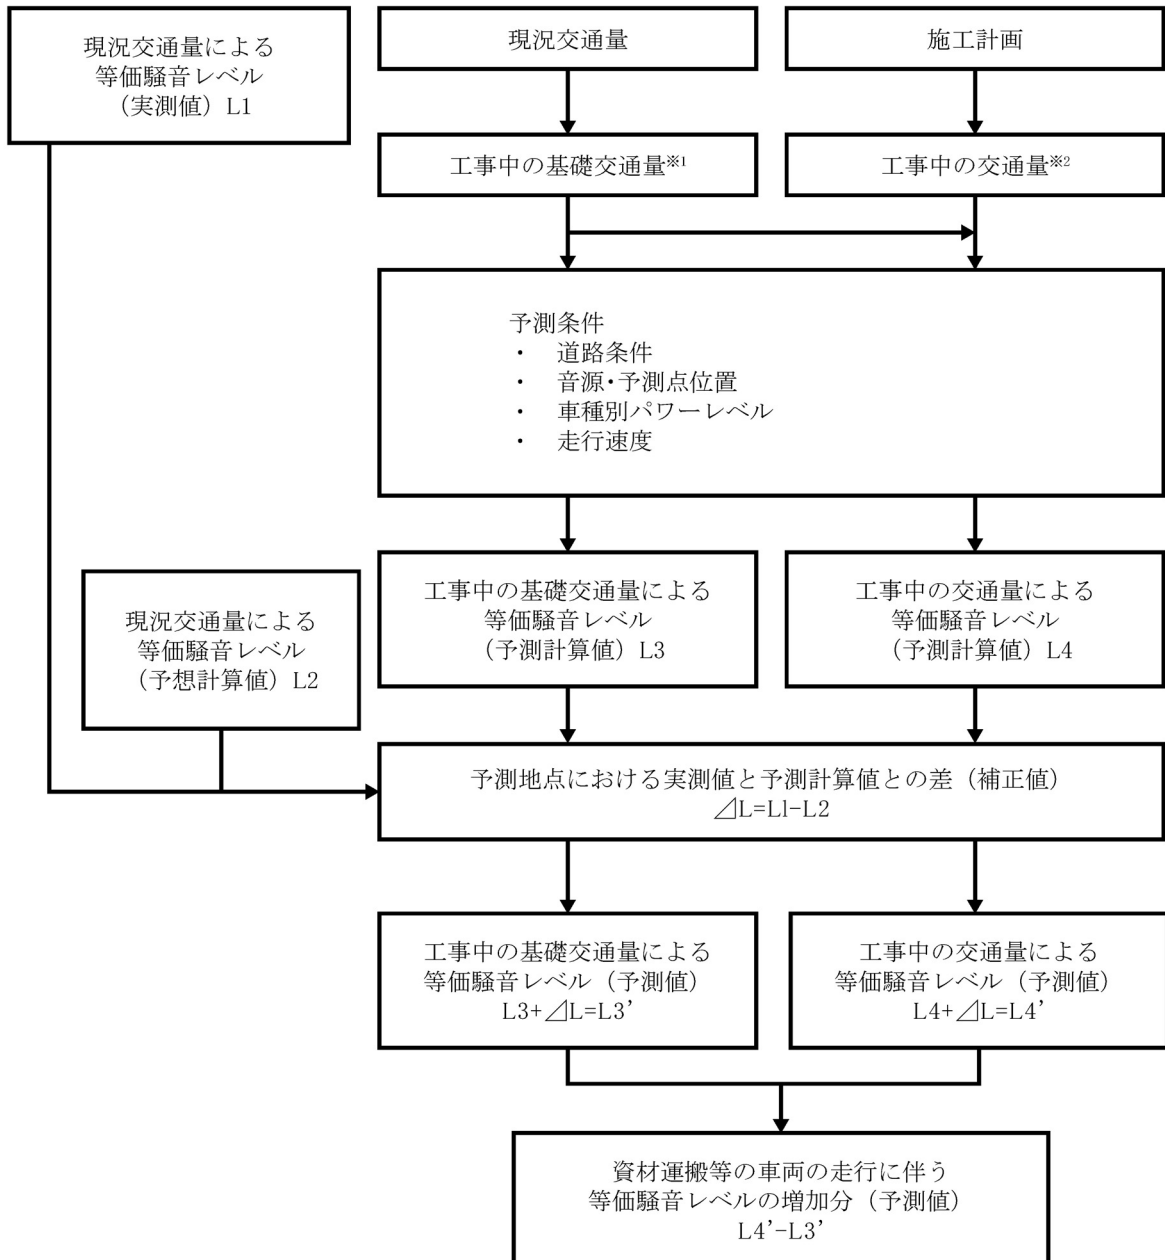 現況交通量による
等価騒音レベル
(実測値) L1
現況交通量
施工計画
工事中の基礎交通量※1
工事中の交通量※2
予測条件
・ 道路条件
・ 音源･予測点位置
・ 車種別パワーレベル
・ 走行速度
現況交通量による
等価騒音レベル
(予想計算値) L2
工事中の基礎交通量による
等価騒音レベル
(予測計算値) L3
工事中の交通量による
等価騒音レベル
(予測計算値) L4
予測地点における実測値と予測計算値との差 (補正値)
⊿L=Ll-L2
工事中の基礎交通量による
等価騒音レベル (予測値)
L3+⊿L=L3’
工事中の交通量による
等価騒音レベル (予測値)
L4+⊿L=L4’
資材運搬等の車両の走行に伴う
等価騒音レベルの増加分 (予測値)
L4’-L3’